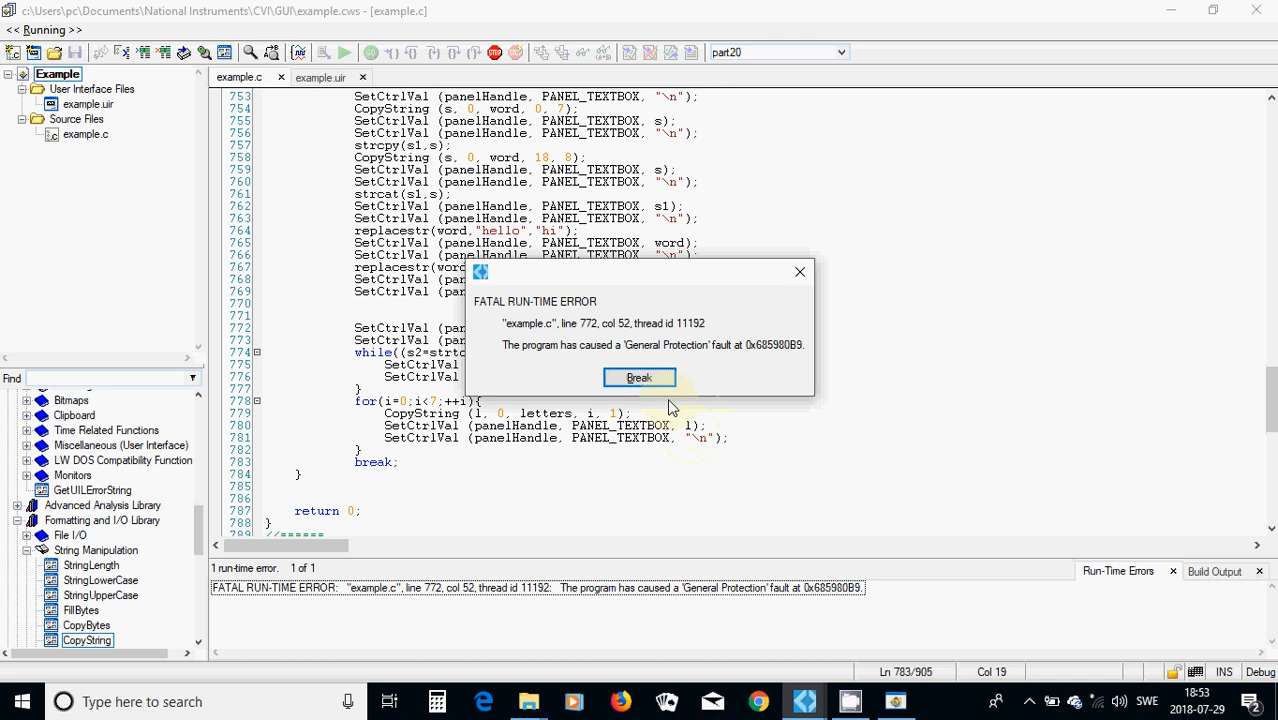 c:\Users\pc\Documents\National Instruments\CVI\GUI\example.cws - [example.c]
<< Running >>
part20
Example
User Interface Files
example.uir
Source Files
example.c
Find
Bitmaps
Clipboard
Time Related Functions
Miscellaneous (User Interface)
LW DOS Compatibility Function
Monitors
GetUILErrorString
Advanced Analysis Library
Formatting and I/O Library
File I/O
String Manipulation
StringLength
StringLowerCase
StringUpperCase
FillBytes
CopyBytes
CopyString
example.c
example.uir
753 SetCtrlVal (panelHandle, PANEL_TEXTBOX, "\n");
754 CopyString (s, 0, word, 0, 7);
755 SetCtrlVal (panelHandle, PANEL_TEXTBOX, s);
756 SetCtrlVal (panelHandle, PANEL_TEXTBOX, "\n");
757 strcpy(s1,s);
758 CopyString (s, 0, word, 18, 8);
759 SetCtrlVal (panelHandle, PANEL_TEXTBOX, s);
760 SetCtrlVal (panelHandle, PANEL_TEXTBOX, "\n");
761 strcat(s1,s);
762 SetCtrlVal (panelHandle, PANEL_TEXTBOX, s1);
763 SetCtrlVal (panelHandle, PANEL_TEXTBOX, "\n");
764 replacestr(word,"hello","hi");
765 SetCtrlVal (panelHandle, PANEL_TEXTBOX, word);
766 SetCtrlVal (panelHandle, PANEL_TEXTBOX, "\n");
767 replacestr(word
768 SetCtrlVal (pan
769 SetCtrlVal (pan
770
771
772 SetCtrlVal (pan
773 SetCtrlVal (pan
774 while((s2=strto
775 SetCtrlVal
776 SetCtrlVal
777 }
778 for(i=0;i<7;++i){
779 CopyString (l, 0, letters, i, 1);
780 SetCtrlVal (panelHandle, PANEL_TEXTBOX, l);
781 SetCtrlVal (panelHandle, PANEL_TEXTBOX, "\n");
782 }
783 break;
784 }
785
786
787 return 0;
788 }
789 //======
FATAL RUN-TIME ERROR
"example.c", line 772, col 52, thread id 11192
The program has caused a 'General Protection' fault at 0x685980B9.
Break
1 run-time error. 1 of 1
Run-Time Errors
Build Output
FATAL RUN-TIME ERROR: "example.c", line 772, col 52, thread id 11192: The program has caused a 'General Protection' fault at 0x685980B9.
Ln 783/905
Col 19
INS
Debug
Type here to search
SWE
18:53
2018-07-29
2